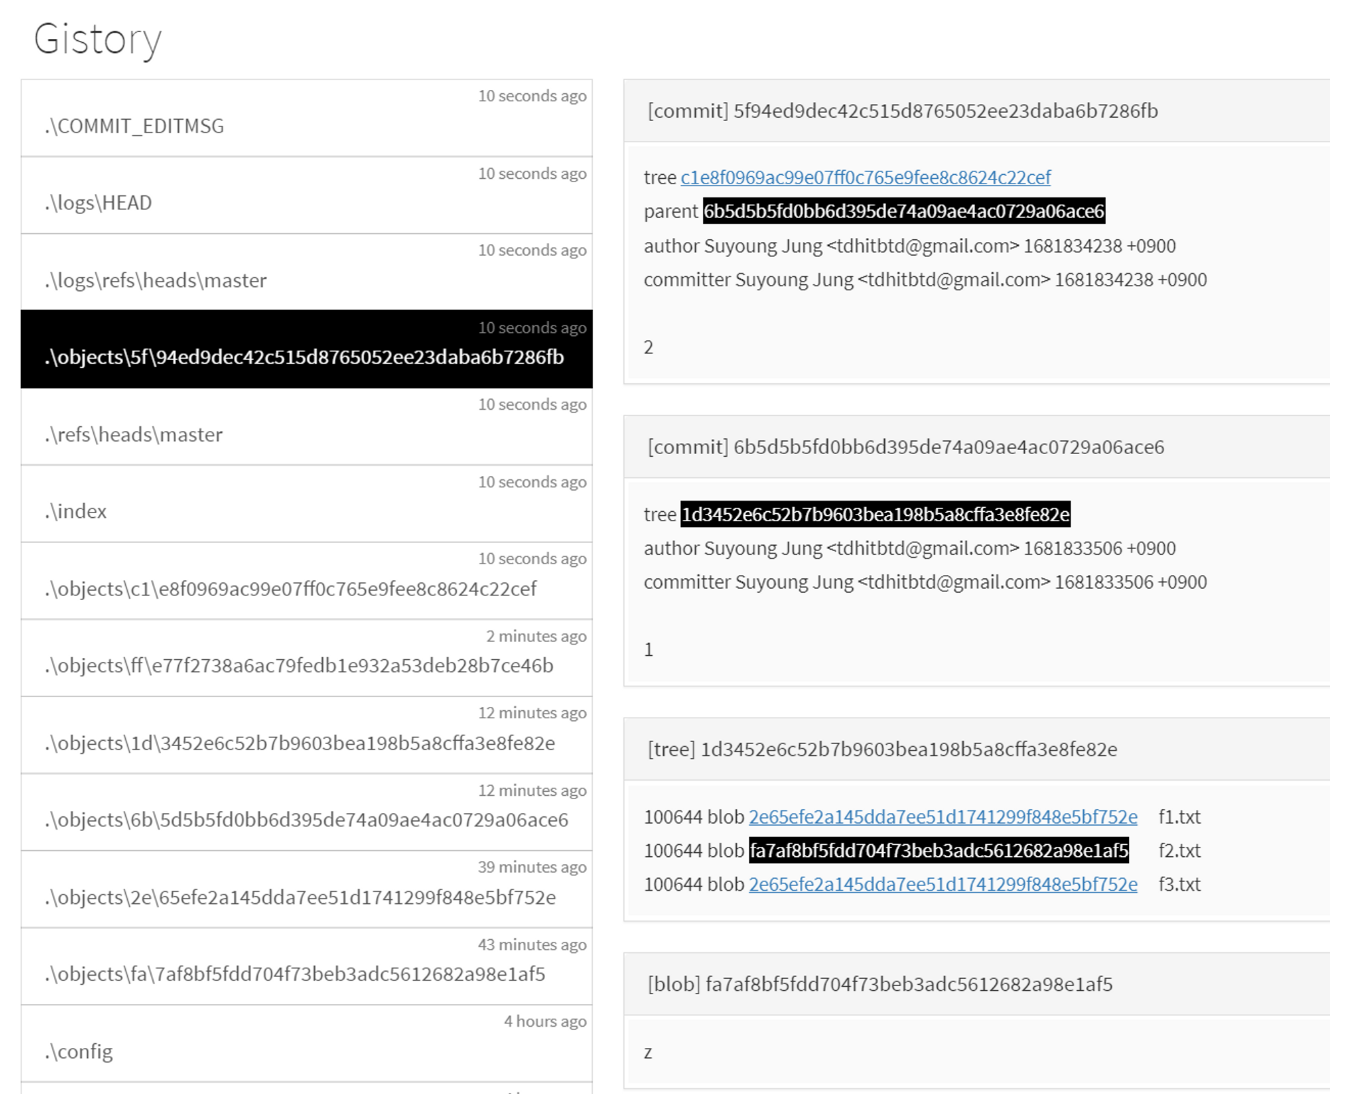 Gistory
10 seconds ago
.\COMMIT_EDITMSG
10 seconds ago
.\logs\HEAD
10 seconds ago
.\logs\refs\heads\master
10 seconds ago
.\objects\5f\94ed9dec42c515d8765052ee23daba6b7286fb
10 seconds ago
.\refs\heads\master
10 seconds ago
.\index
10 seconds ago
.\objects\c1\e8f0969ac99e07ff0c765e9fee8c8624c22cef
2 minutes ago
.\objects\ff\e77f2738a6ac79fedb1e932a53deb28b7ce46b
12 minutes ago
.\objects\1d\3452e6c52b7b9603bea198b5a8cffa3e8fe82e
12 minutes ago
.\objects\6b\5d5b5fd0bb6d395de74a09ae4ac0729a06ace6
39 minutes ago
.\objects\2e\65efe2a145dda7ee51d1741299f848e5bf752e
43 minutes ago
.\objects\fa\7af8bf5fdd704f73beb3adc5612682a98e1af5
4 hours ago
.\config
[commit] 5f94ed9dec42c515d8765052ee23daba6b7286fb
tree c1e8f0969ac99e07ff0c765e9fee8c8624c22cef
parent 6b5d5b5fd0bb6d395de74a09ae4ac0729a06ace6
author Suyoung Jung <tdhitbtd@gmail.com> 1681834238 +0900
committer Suyoung Jung <tdhitbtd@gmail.com> 1681834238 +0900
2
[commit] 6b5d5b5fd0bb6d395de74a09ae4ac0729a06ace6
tree 1d3452e6c52b7b9603bea198b5a8cffa3e8fe82e
author Suyoung Jung <tdhitbtd@gmail.com> 1681833506 +0900
committer Suyoung Jung <tdhitbtd@gmail.com> 1681833506 +0900
1
[tree] 1d3452e6c52b7b9603bea198b5a8cffa3e8fe82e
100644 blob 2e65efe2a145dda7ee51d1741299f848e5bf752e f1.txt
100644 blob fa7af8bf5fdd704f73beb3adc5612682a98e1af5 f2.txt
100644 blob 2e65efe2a145dda7ee51d1741299f848e5bf752e f3.txt
[blob] fa7af8bf5fdd704f73beb3adc5612682a98e1af5
z